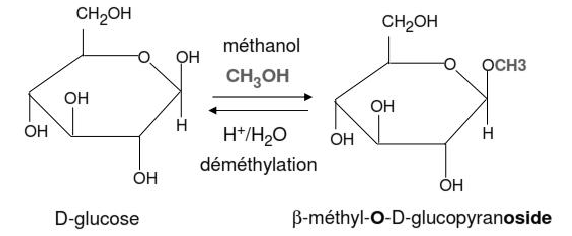 CH₂OH
O OH
OH
OH
H
OH
D-glucose
méthanol
CH₃OH
H⁺/H₂O
déméthylation
CH₂OH
O OCH3
OH
OH
H
OH
β-méthyl-O-D-glucopyranoside